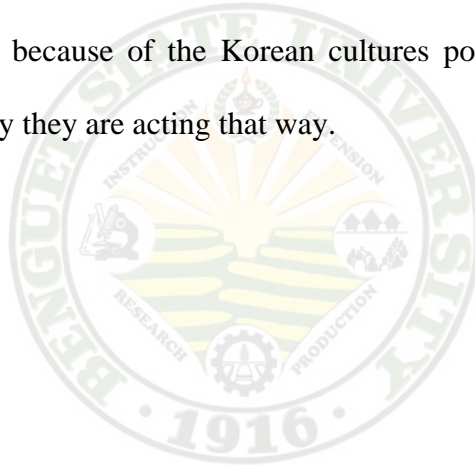 because of the Korean cultures po
y they are acting that way.
BENGUET STATE UNIVERSITY
INSTRUCTION
EXTENSION
RESEARCH
PRODUCTION
· 1916 ·